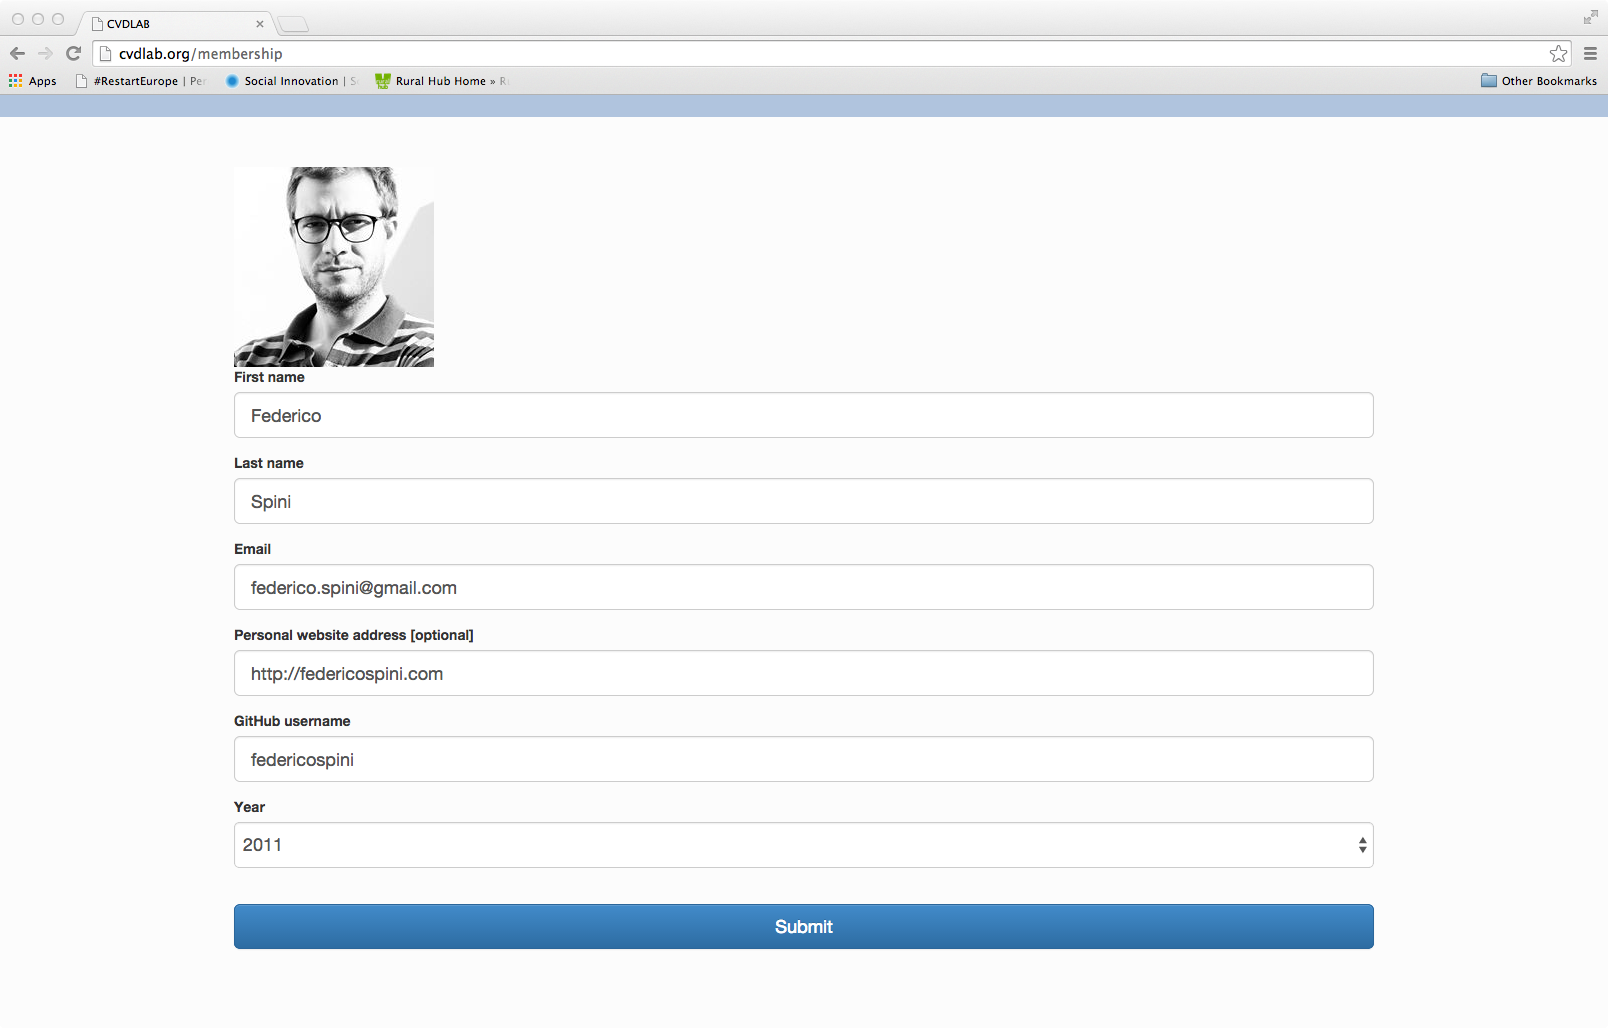 CVDLAB
cvdlab.org/membership
Apps #RestartEurope | Per Social Innovation | S Rural Hub Home » R Other Bookmarks
First name
Federico
Last name
Spini
Email
federico.spini@gmail.com
Personal website address [optional]
http://federicospini.com
GitHub username
federicospini
Year
2011
Submit